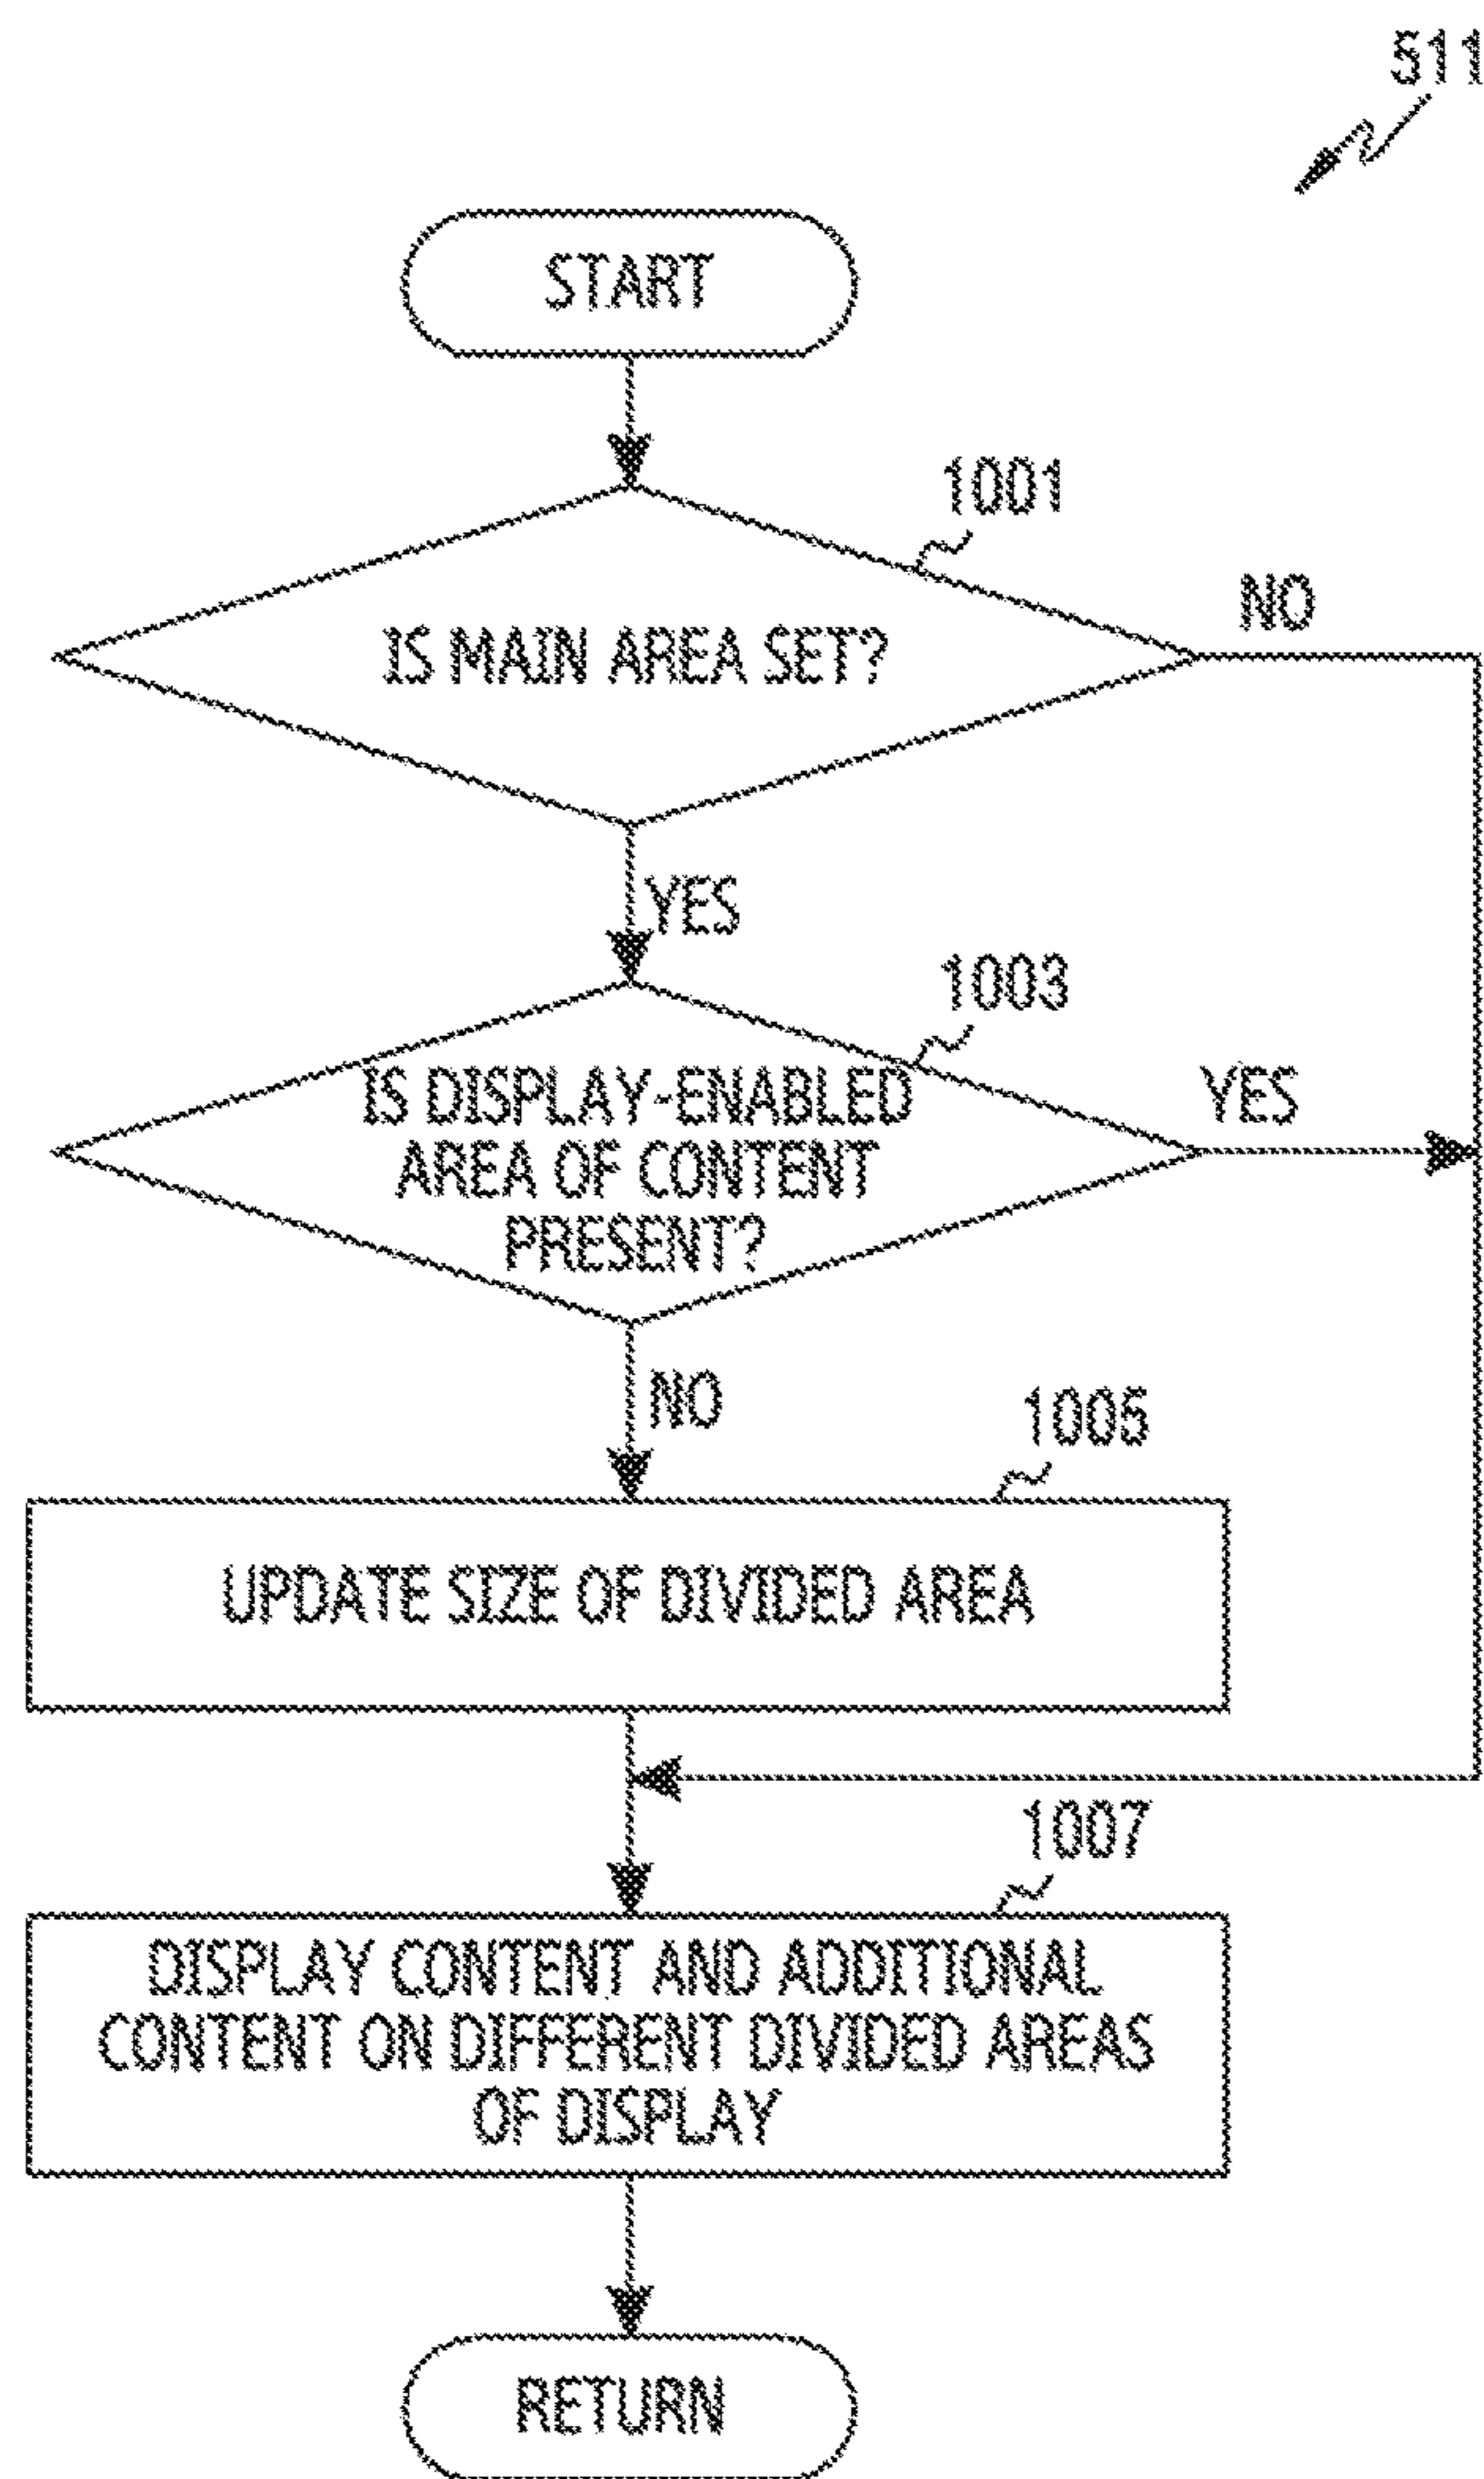 511
START
1001
IS MAIN AREA SET?
NO
YES
1003
IS DISPLAY-ENABLED
AREA OF CONTENT
PRESENT?
YES
NO
1005
UPDATE SIZE OF DIVIDED AREA
1007
DISPLAY CONTENT AND ADDITIONAL
CONTENT ON DIFFERENT DIVIDED AREAS
OF DISPLAY
RETURN